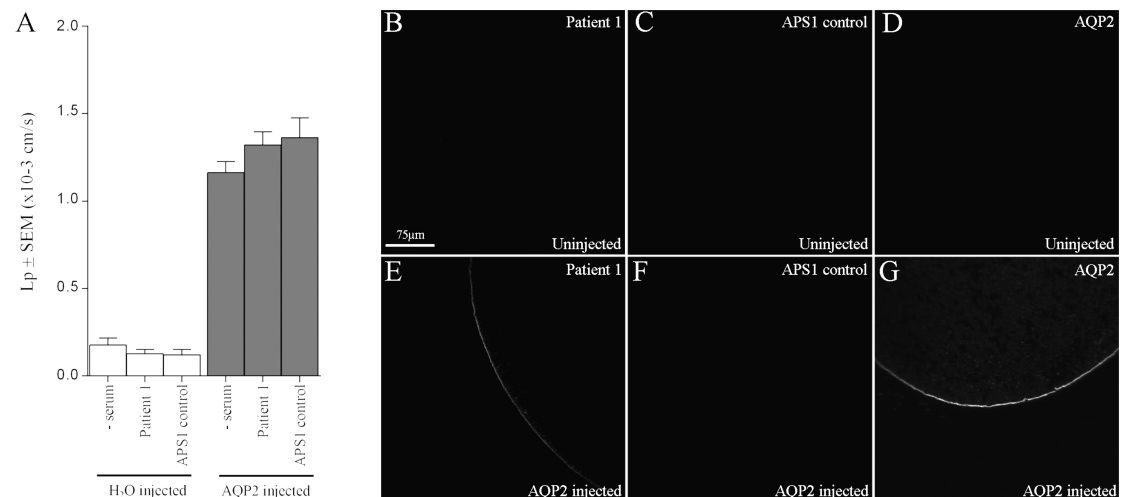 A
Lp ± SEM (x10-3 cm/s)
2.0
1.5
1.0
0.5
0.0
- serum
Patient 1
APS1 control
- serum
Patient 1
APS1 control
H2O injected
AQP2 injected
B
Patient 1
75μm
Uninjected
C
APS1 control
Uninjected
D
AQP2
Uninjected
E
Patient 1
AQP2 injected
F
APS1 control
AQP2 injected
G
AQP2
AQP2 injected